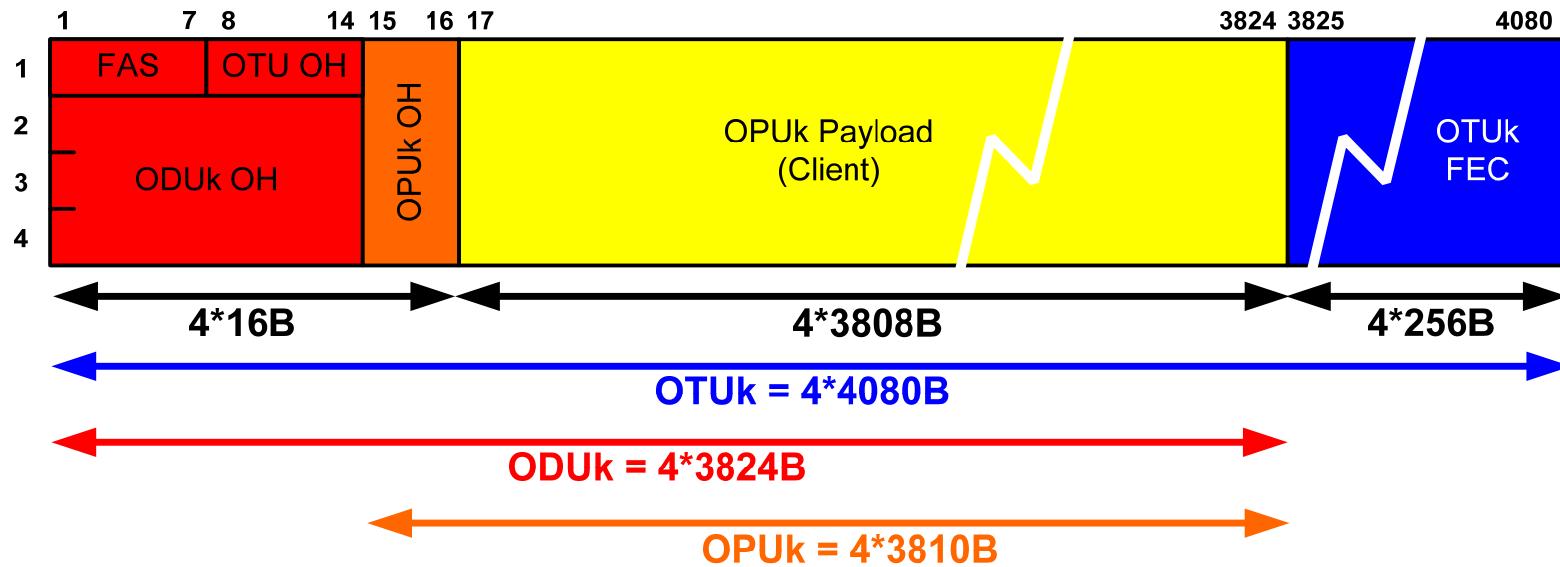 1 7 8 14 15 16 17 3824 3825 4080
1 FAS OTU OH
2
3
4
ODUk OH
OPUk OH
OPUk Payload
(Client)
OTUk
FEC
4*16B 4*3808B 4*256B
OTUk = 4*4080B
ODUk = 4*3824B
OPUk = 4*3810B